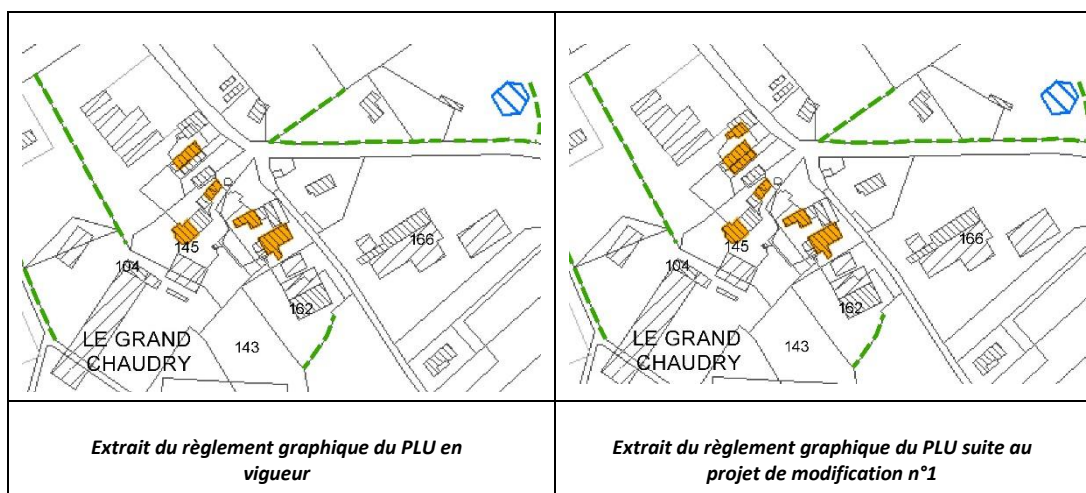 145
104
166
162
LE GRAND
CHAUDRY
143
145
104
166
162
LE GRAND
CHAUDRY
143
Extrait du règlement graphique du PLU en
vigueur
Extrait du règlement graphique du PLU suite au
projet de modification n°1